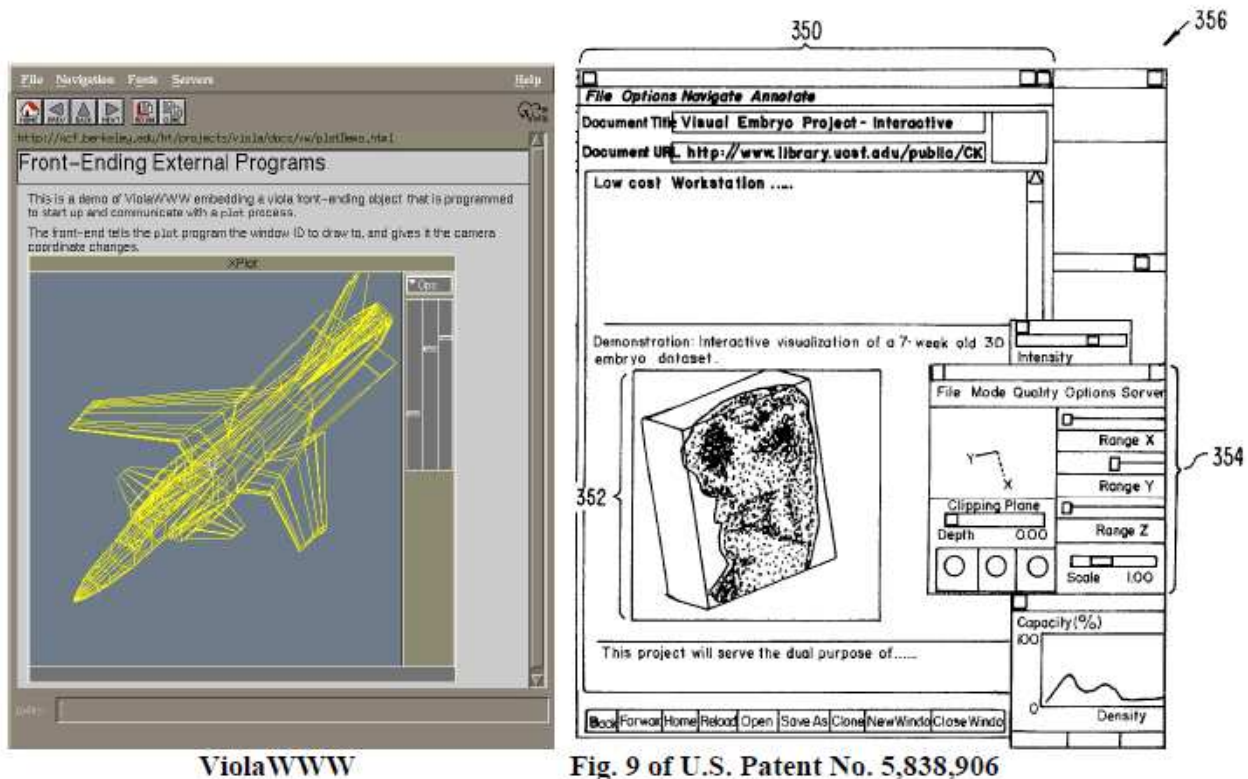 File Navigation Fonts Servers Help
HOME PREV NEXT
http://xcf.berkeley.edu/ht/projects/viola/docs/vw/plotDemo.html
Front-Ending External Programs
This is a demo of ViolaWWW embedding a viola front-ending object that is programmed
to start up and communicate with a plot process.
The front-end tells the plot program the window ID to draw to, and gives it the camera
coordinate changes.
XPlot
Ops
ViolaWWW
350
356
File Options Navigate Annotate
Document Title Visual Embryo Project - Interactive
Document URL http://www.library.ucsf.edu/public/CK
Low cost Workstation .....
Demonstration: Interactive visualization of a 7-week old 3D
embryo dataset.
352
Intensity
File Mode Quality Options Server
Range X
Y
X
Range Y
Clipping Plane
Depth 0.00
Range Z
Scale 1.00
354
Capacity (%)
100
0
Density
This project will serve the dual purpose of......
Back Forwar Home Reload Open Save As Clone NewWindo CloseWindo
Fig. 9 of U.S. Patent No. 5,838,906